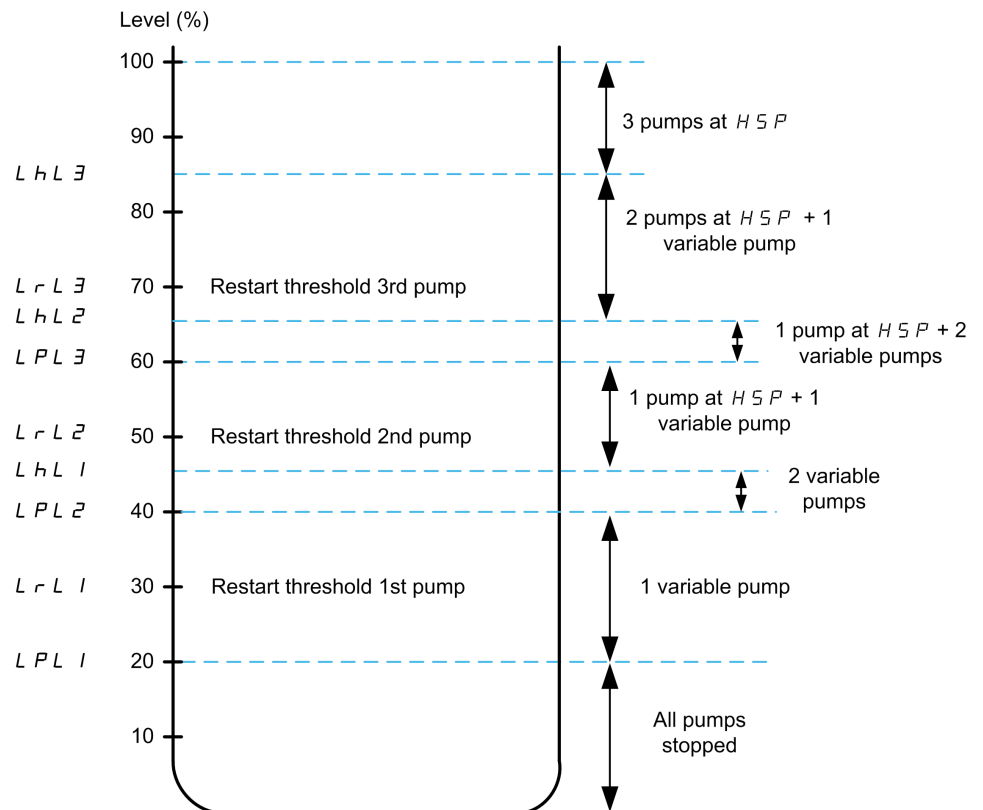 Level (%)
100
3 pumps at HSP
90
LhL3
80
2 pumps at HSP + 1
variable pump
LrL3 70 Restart threshold 3rd pump
LhL2
1 pump at HSP + 2
variable pumps
LPL3 60
1 pump at HSP + 1
variable pump
LrL2 50 Restart threshold 2nd pump
LhL1
2 variable
pumps
LPL2 40
LrL1 30 Restart threshold 1st pump
1 variable pump
LPL1 20
All pumps
stopped
10